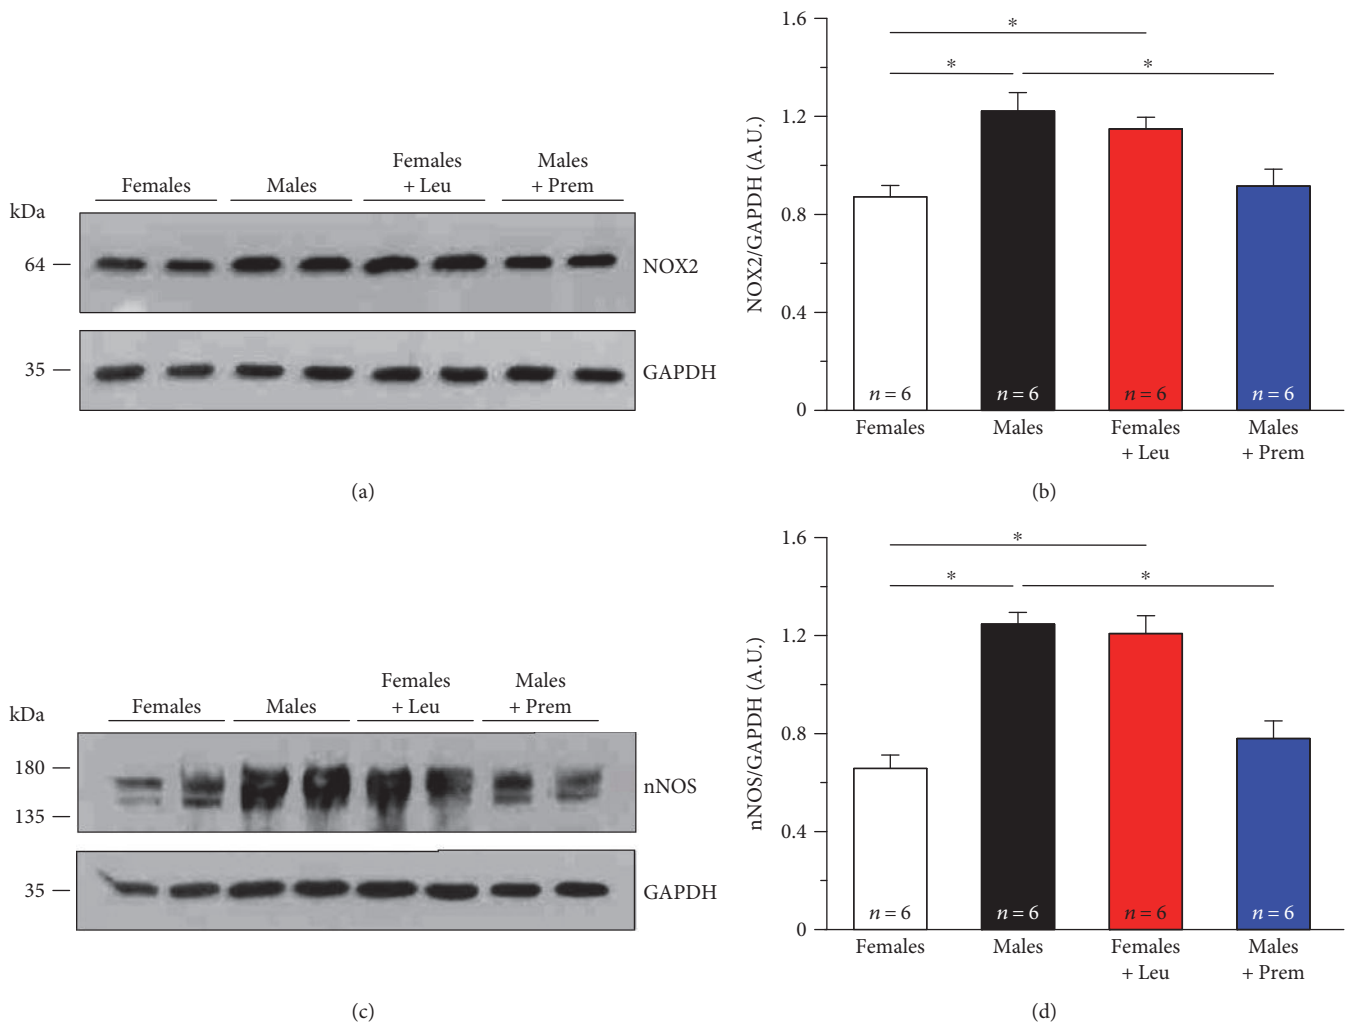 Females
Males
Females
+ Leu
Males
+ Prem
kDa
64
NOX2
35
GAPDH
(a)
NOX2/GAPDH (A.U.)
1.6
1.2
0.8
0.4
0
*
*
*
n = 6
n = 6
n = 6
n = 6
Females
Males
Females
+ Leu
Males
+ Prem
(b)
Females
Males
Females
+ Leu
Males
+ Prem
kDa
180
135
nNOS
35
GAPDH
(c)
nNOS/GAPDH (A.U.)
1.6
1.2
0.8
0.4
0
*
*
*
n = 6
n = 6
n = 6
n = 6
Females
Males
Females
+ Leu
Males
+ Prem
(d)